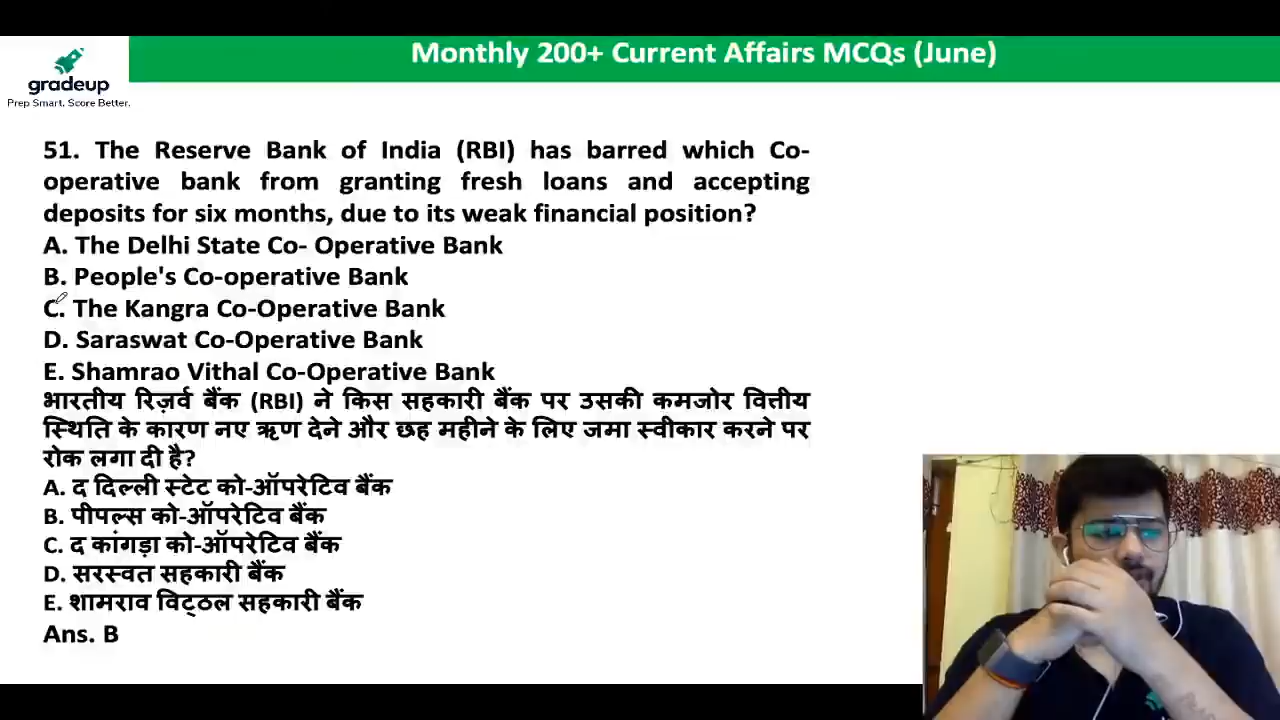 Monthly 200+ Current Affairs MCQs (June)
gradeup
Prep Smart. Score Better.
51. The Reserve Bank of India (RBI) has barred which Co-
operative bank from granting fresh loans and accepting
deposits for six months, due to its weak financial position?
A. The Delhi State Co- Operative Bank
B. People's Co-operative Bank
C. The Kangra Co-Operative Bank
D. Saraswat Co-Operative Bank
E. Shamrao Vithal Co-Operative Bank
भारतीय रिज़र्व बैंक (RBI) ने किस सहकारी बैंक पर उसकी कमजोर वित्तीय
स्थिति के कारण नए ऋण देने और छह महीने के लिए जमा स्वीकार करने पर
रोक लगा दी है?
A. द दिल्ली स्टेट को-ऑपरेटिव बैंक
B. पीपल्स को-ऑपरेटिव बैंक
C. द कांगड़ा को-ऑपरेटिव बैंक
D. सरस्वत सहकारी बैंक
E. शामराव विट्ठल सहकारी बैंक
Ans. B